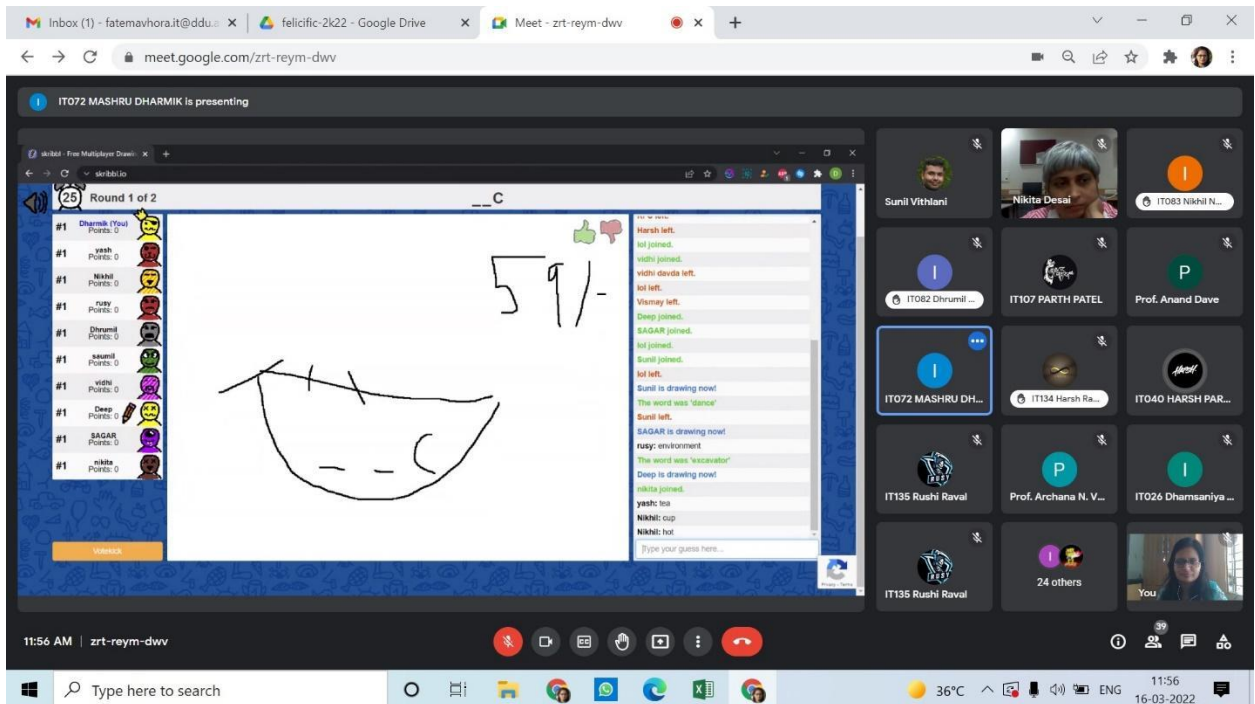 Inbox (1) - fatemavhora.it@ddu.a
felicific-2k22 - Google Drive
Meet - zrt-reym-dwv
meet.google.com/zrt-reym-dwv
IT072 MASHRU DHARMIK is presenting
skribbl - Free Multiplayer Drawin
skribbl.io
25
Round 1 of 2
__C
#1 Dharmik (You)
Points: 0
#1 yash
Points: 0
#1 Nikhil
Points: 0
#1 rusy
Points: 0
#1 Dhrumil
Points: 0
#1 saumil
Points: 0
#1 vidhi
Points: 0
#1 Deep
Points: 0
#1 SAGAR
Points: 0
#1 nikita
Points: 0
Votekick
59/-
_ _ C
Harsh left.
lol joined.
vidhi joined.
vidhi davda left.
lol left.
Vismay left.
Deep joined.
SAGAR joined.
lol joined.
Sunil joined.
lol left.
Sunil is drawing now!
The word was 'dance'
Sunil left.
SAGAR is drawing now!
rusy: environment
The word was 'excavator'
Deep is drawing now!
nikita joined.
yash: tea
Nikhil: cup
Nikhil: hot
Type your guess here...
Privacy - Terms
Sunil Vithlani
Nikita Desai
IT083 Nikhil N...
IT082 Dhrumil ...
IT107 PARTH PATEL
P
Prof. Anand Dave
IT072 MASHRU DH...
IT134 Harsh Ra...
HARSH
IT040 HARSH PAR...
RUSY
IT135 Rushi Raval
P
Prof. Archana N. V...
IT026 Dhamsaniya ...
RUSY
IT135 Rushi Raval
24 others
You
11:56 AM | zrt-reym-dwv
39
Type here to search
36°C
ENG
11:56
16-03-2022